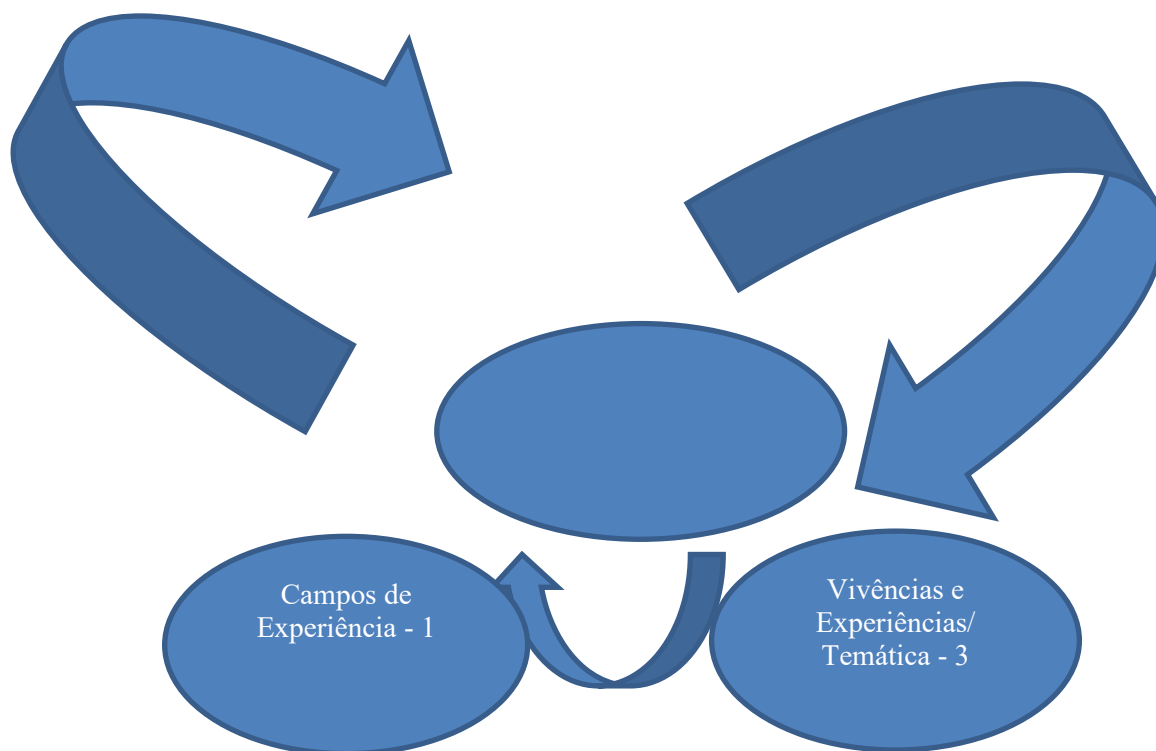 Campos de
Experiência - 1
Vivências e
Experiências/
Temática - 3